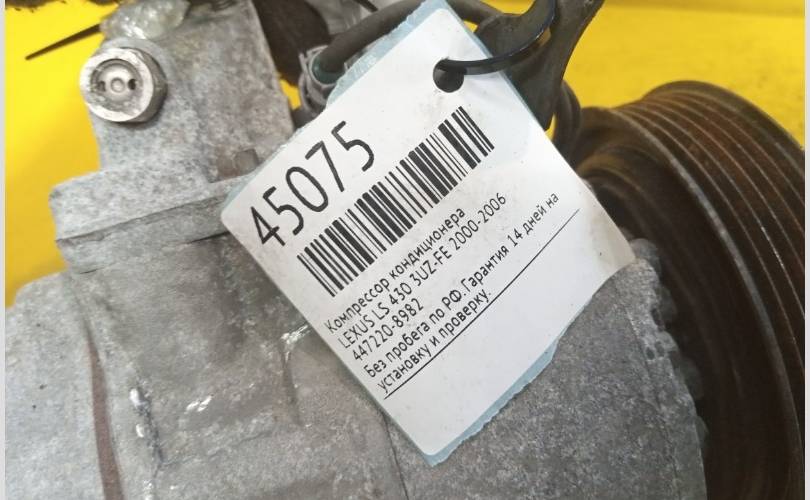 45075
Компрессор кондиционера
LEXUS LS 430 3UZ-FE 2000-2006
447220-8982
Без пробега по РФ.Гарантия 14 дней на
установку и проверку.